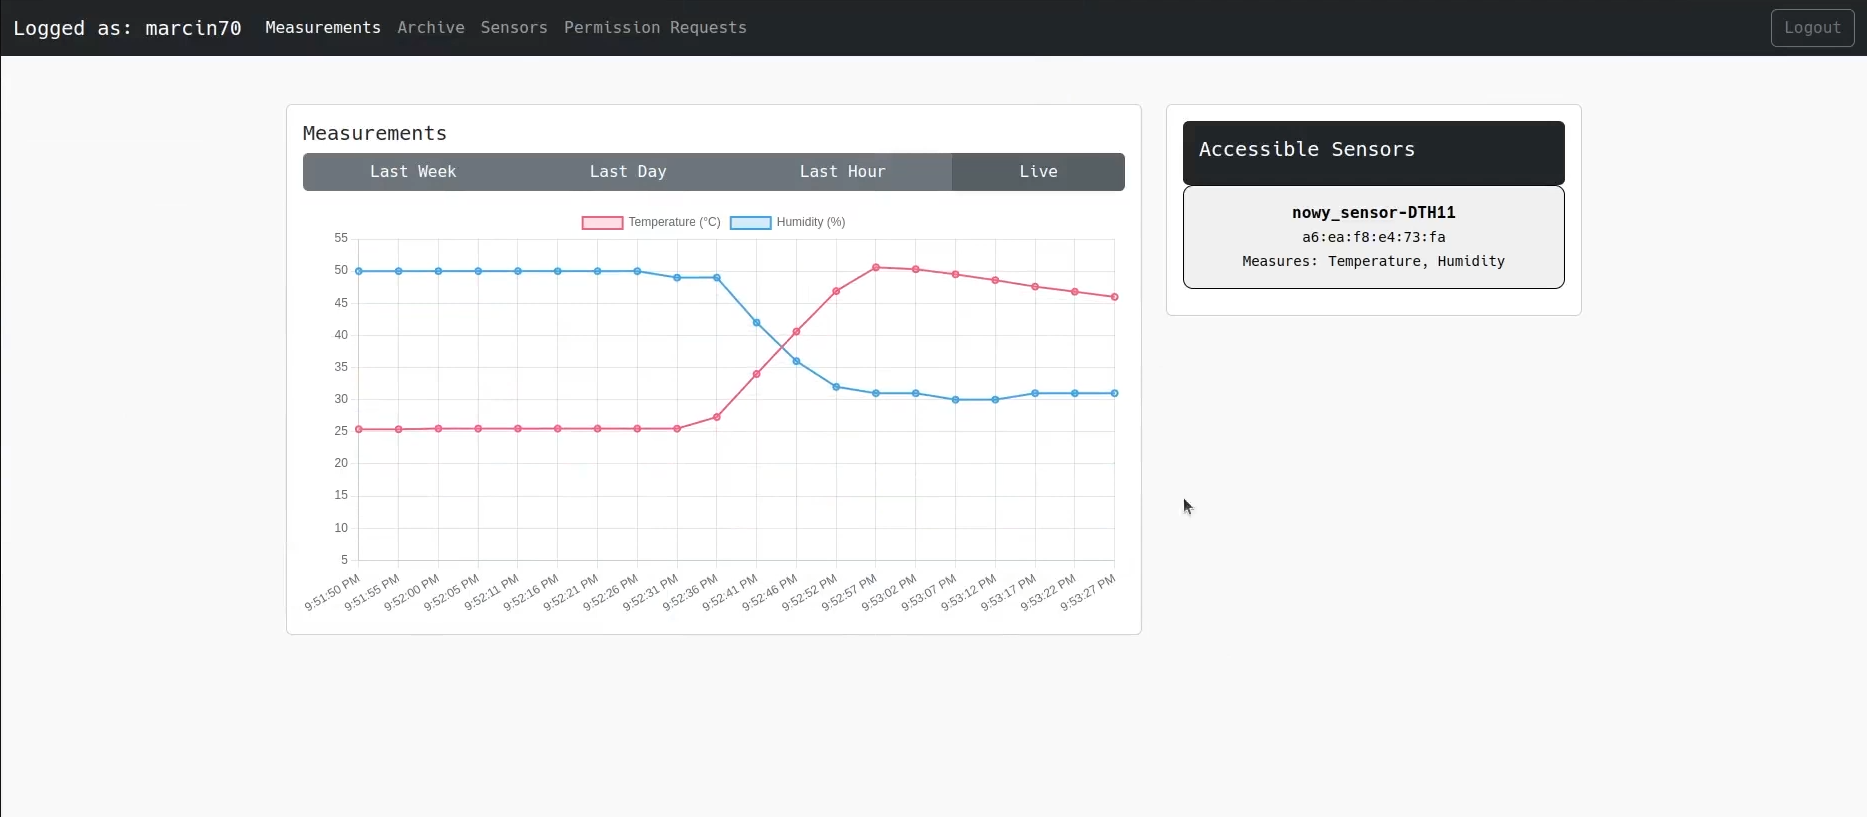 Logged as: marcin70 Measurements Archive Sensors Permission Requests Logout
Measurements
Last Week Last Day Last Hour Live
Temperature (°C) Humidity (%)
55
50
45
40
35
30
25
20
15
10
5
9:51:50 PM 9:51:55 PM 9:52:00 PM 9:52:05 PM 9:52:11 PM 9:52:16 PM 9:52:21 PM 9:52:26 PM 9:52:31 PM 9:52:36 PM 9:52:41 PM 9:52:46 PM 9:52:52 PM 9:52:57 PM 9:53:02 PM 9:53:07 PM 9:53:12 PM 9:53:17 PM 9:53:22 PM 9:53:27 PM
Accessible Sensors
nowy_sensor-DTH11
a6:ea:f8:e4:73:fa
Measures: Temperature, Humidity